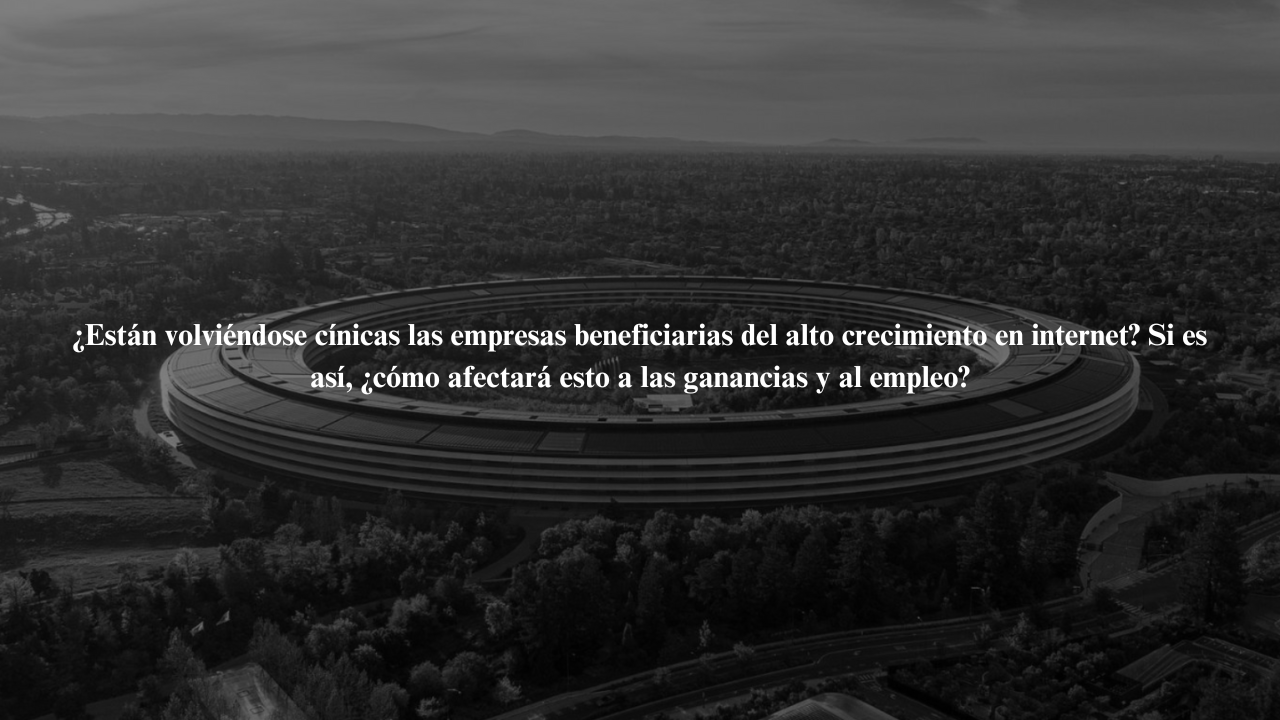 ¿Están volviéndose cínicas las empresas beneficiarias del alto crecimiento en internet? Si es
así, ¿cómo afectará esto a las ganancias y al empleo?